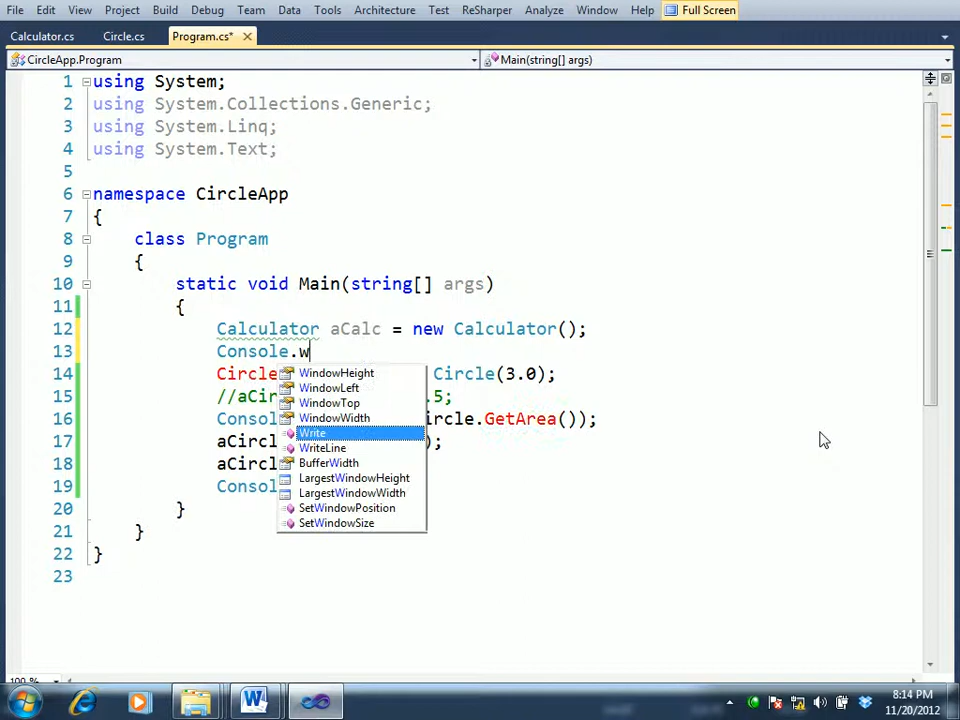 File Edit View Project Build Debug Team Data Tools Architecture Test ReSharper Analyze Window Help Full Screen
Calculator.cs Circle.cs Program.cs*
CircleApp.Program Main(string[] args)
1 using System;
2 using System.Collections.Generic;
3 using System.Linq;
4 using System.Text;
5
6 namespace CircleApp
7 {
8 class Program
9 {
10 static void Main(string[] args)
11 {
12 Calculator aCalc = new Calculator();
13 Console.w
14 Circle Circle(3.0);
15 //aCir .5;
16 Consol ircle.GetArea());
17 aCircl );
18 aCircl
19 Consol
20 }
21 }
22 }
23
WindowHeight
WindowLeft
WindowTop
WindowWidth
Write
WriteLine
BufferWidth
LargestWindowHeight
LargestWindowWidth
SetWindowPosition
SetWindowSize
100 %
8:14 PM
11/20/2012